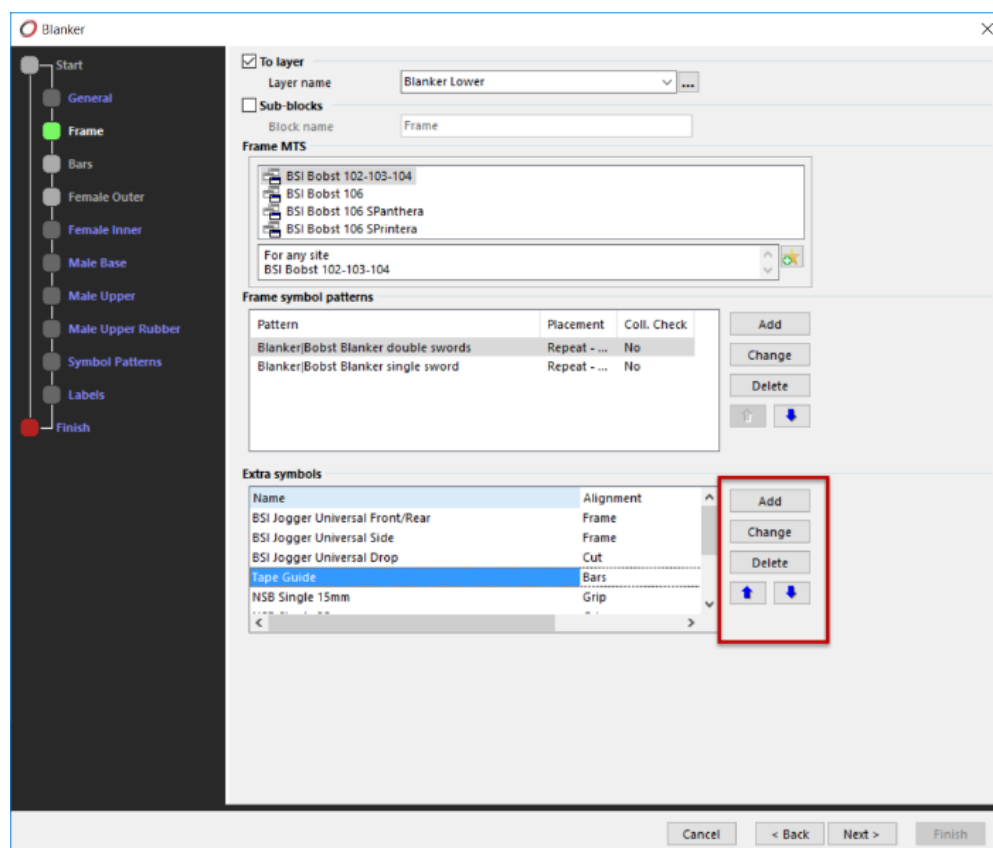 Blanker
Start
General
Frame
Bars
Female Outer
Female Inner
Male Base
Male Upper
Male Upper Rubber
Symbol Patterns
Labels
Finish
To layer
Layer name Blanker Lower ...
Sub-blocks
Block name Frame
Frame MTS
BSI Bobst 102-103-104
BSI Bobst 106
BSI Bobst 106 SPanthera
BSI Bobst 106 SPrintera
For any site
BSI Bobst 102-103-104
Frame symbol patterns
Pattern Placement Coll. Check
Blanker|Bobst Blanker double swords Repeat - ... No
Blanker|Bobst Blanker single sword Repeat - ... No
Add
Change
Delete
Extra symbols
Name Alignment
BSI Jogger Universal Front/Rear Frame
BSI Jogger Universal Side Frame
BSI Jogger Universal Drop Cut
Tape Guide Bars
NSB Single 15mm Grip
Add
Change
Delete
Cancel < Back Next > Finish